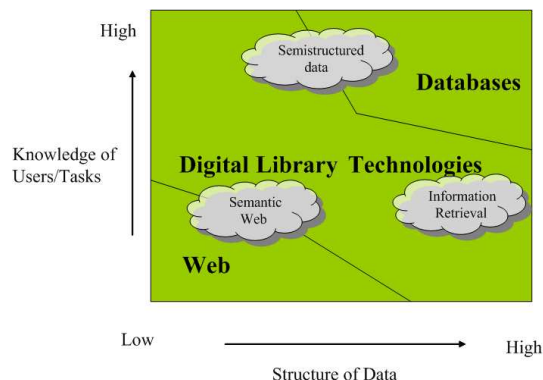 High
Semistructured
data
Databases
Knowledge of
Users/Tasks
Digital Library Technologies
Semantic
Web
Information
Retrieval
Web
Low
High
Structure of Data